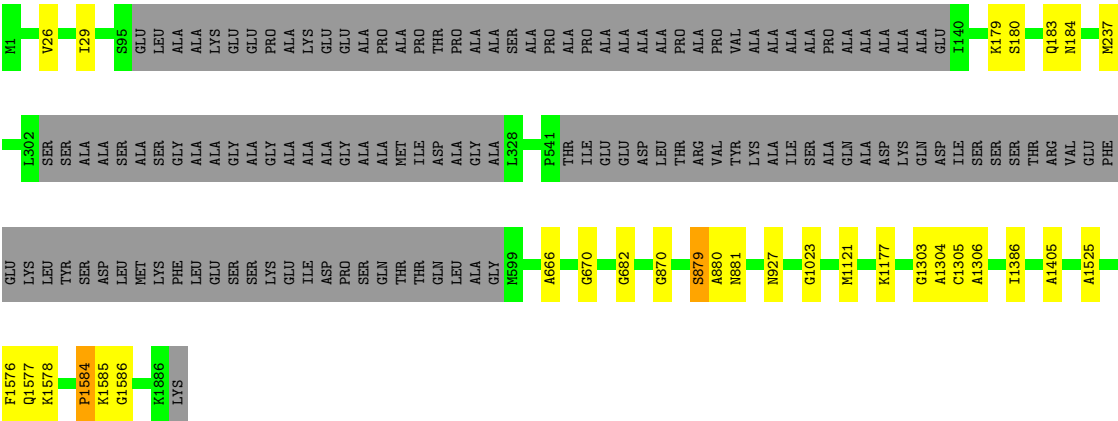 M1 V26 I29 S95 GLU LEU ALA ALA LYS GLU GLU PRO ALA LYS GLU GLU ALA PRO ALA PRO THR PRO ALA ALA SER ALA PRO ALA PRO ALA ALA ALA ALA PRO ALA PRO VAL ALA ALA ALA ALA PRO ALA ALA ALA ALA ALA GLU I140 K179 S180 Q183 N184 M237
L302 SER SER ALA ALA SER ALA SER GLY ALA ALA GLY ALA GLY ALA ALA ALA GLY ALA ALA MET ILE ASP ALA GLY ALA L328 P541 THR ILE GLU GLU ASP LEU THR ARG VAL TYR LYS ALA ILE SER ALA GLN ALA ASP LYS GLN ASP ILE SER SER SER THR ARG VAL GLU PHE
GLU LYS LEU TYR SER ASP LEU MET LYS PHE LEU GLU SER SER LYS GLU ILE ASP PRO SER GLN THR THR GLN LEU ALA GLY M599 A666 G670 G682 G870 S879 A880 N881 N927 G1023 M1121 K1177 G1303 A1304 C1305 A1306 I1386 A1405 A1525
F1576 Q1577 K1578 P1584 K1585 G1586 K1886 LYS